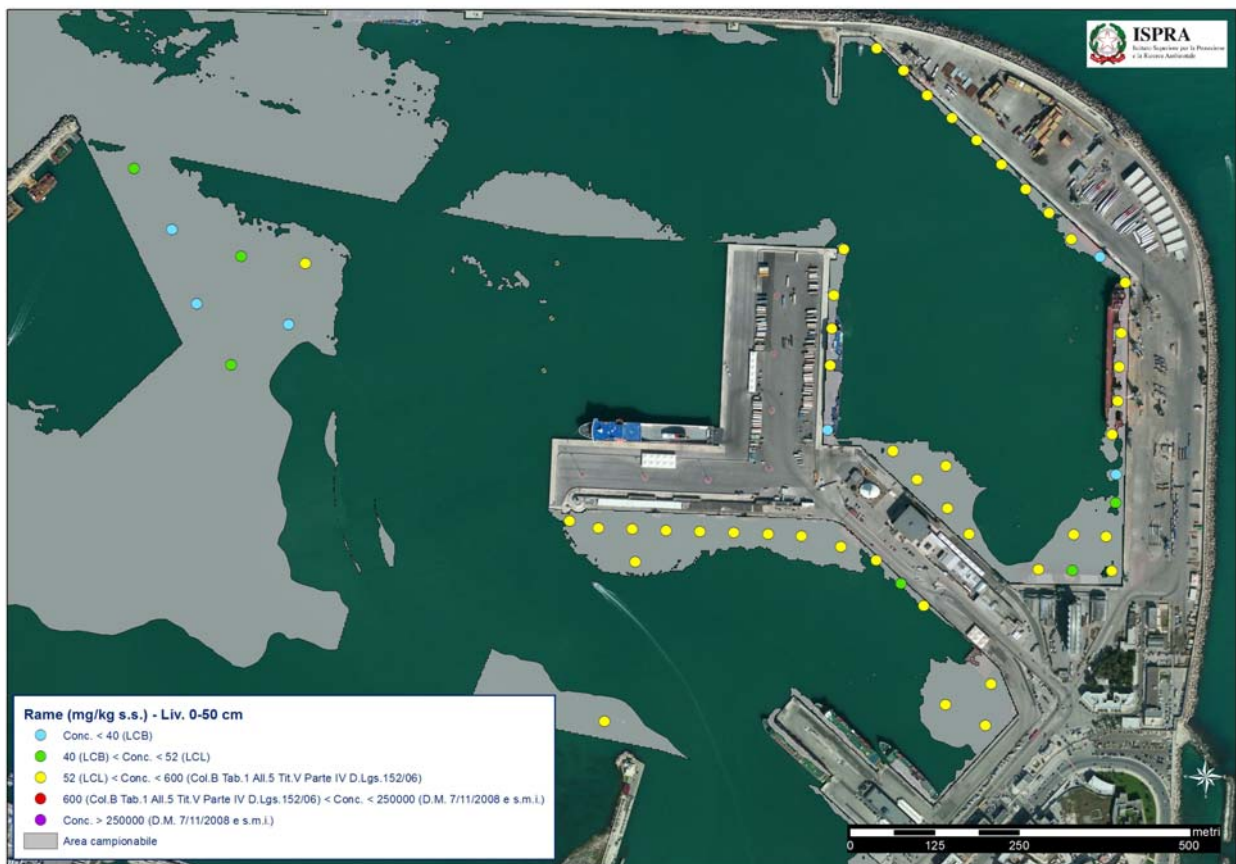 ISPRA
Istituto Superiore per la Protezione
e la Ricerca Ambientale
Rame (mg/kg s.s.) - Liv. 0-50 cm
Conc. < 40 (LCB)
40 (LCB) < Conc. < 52 (LCL)
52 (LCL) < Conc. < 600 (Col.B Tab.1 All.5 Tit.V Parte IV D.Lgs.152/06)
600 (Col.B Tab.1 All.5 Tit.V Parte IV D.Lgs.152/06) < Conc. < 250000 (D.M. 7/11/2008 e s.m.i.)
Conc. > 250000 (D.M. 7/11/2008 e s.m.i.)
Area campionabile
metri
0 125 250 500